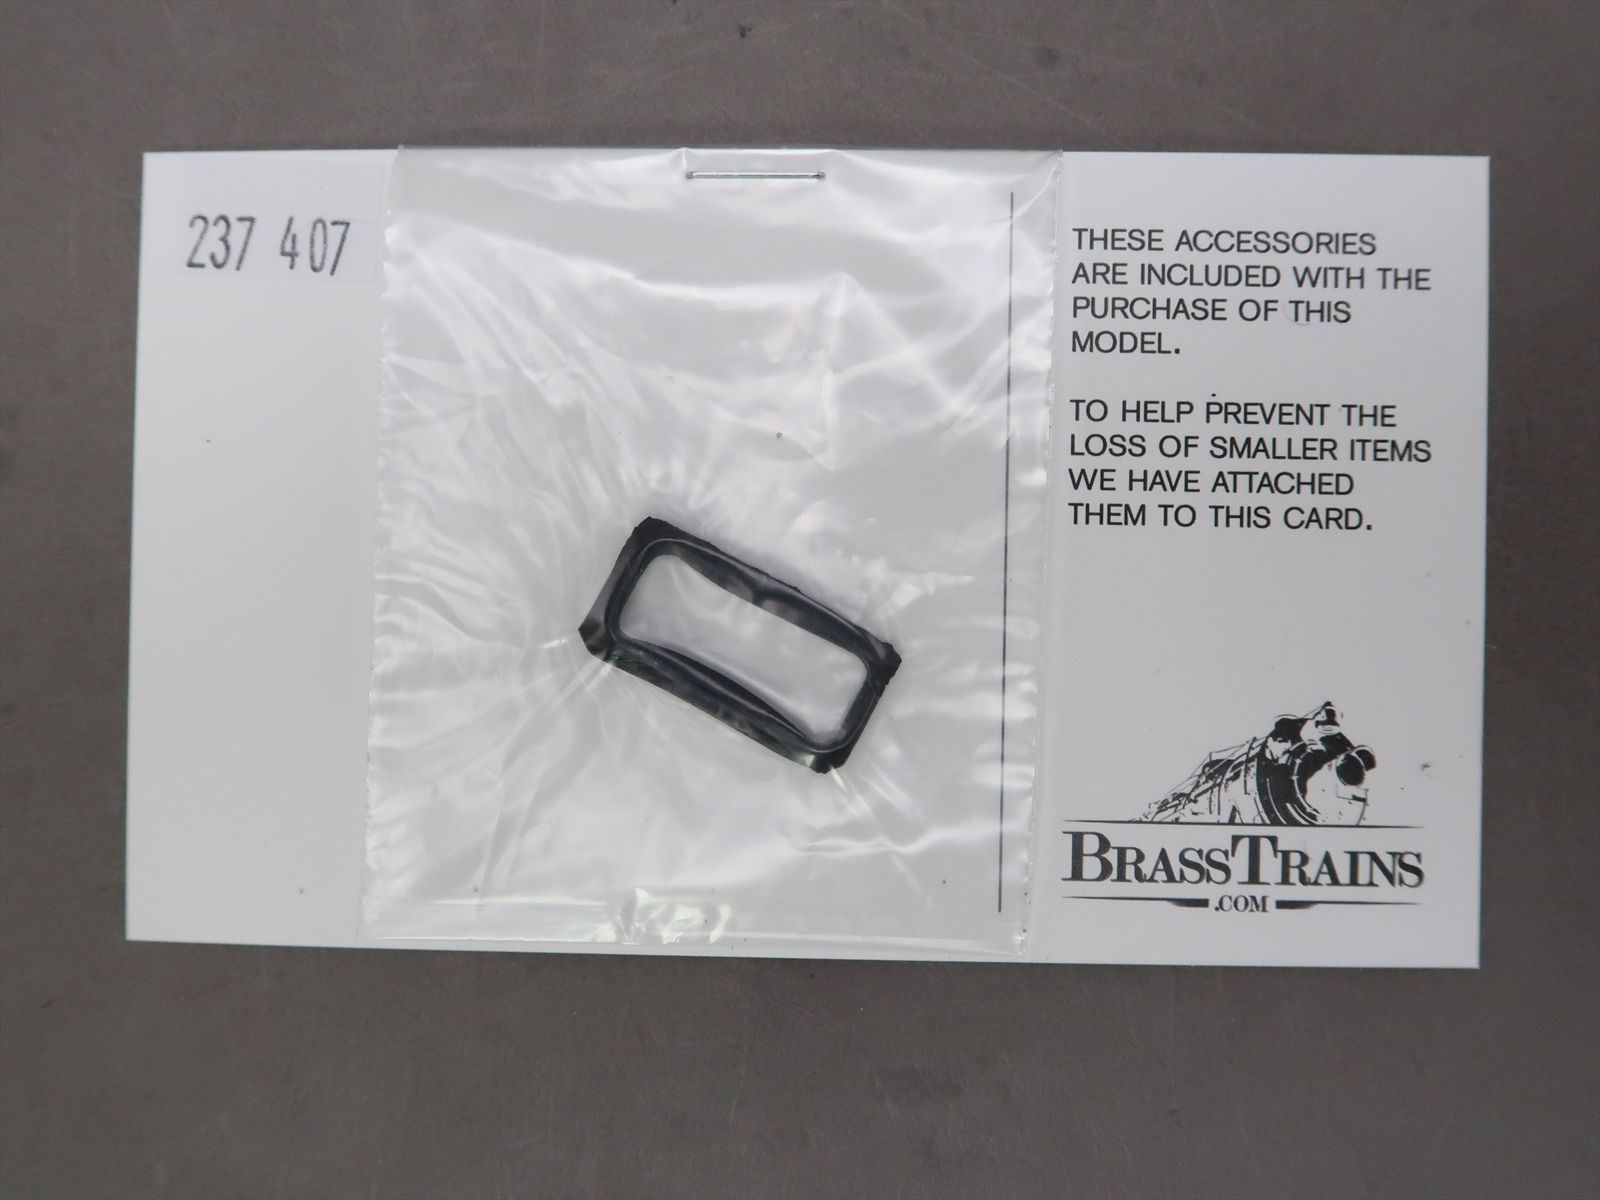 237 407
THESE ACCESSORIES
ARE INCLUDED WITH THE
PURCHASE OF THIS
MODEL.
TO HELP PREVENT THE
LOSS OF SMALLER ITEMS
WE HAVE ATTACHED
THEM TO THIS CARD.
BRASSTRAINS
.COM